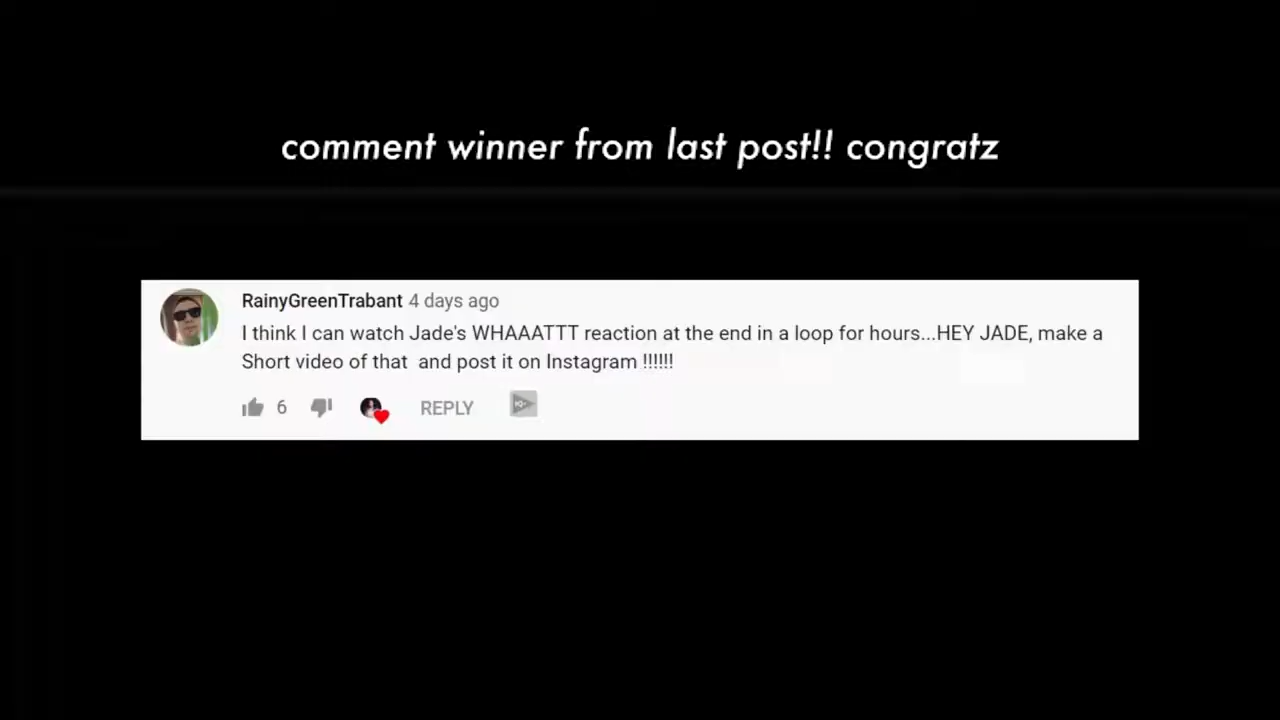 comment winner from last post!! congratz
RainyGreenTrabant 4 days ago
I think I can watch Jade's WHAAATTT reaction at the end in a loop for hours...HEY JADE, make a
Short video of that  and post it on Instagram !!!!!!
6 REPLY